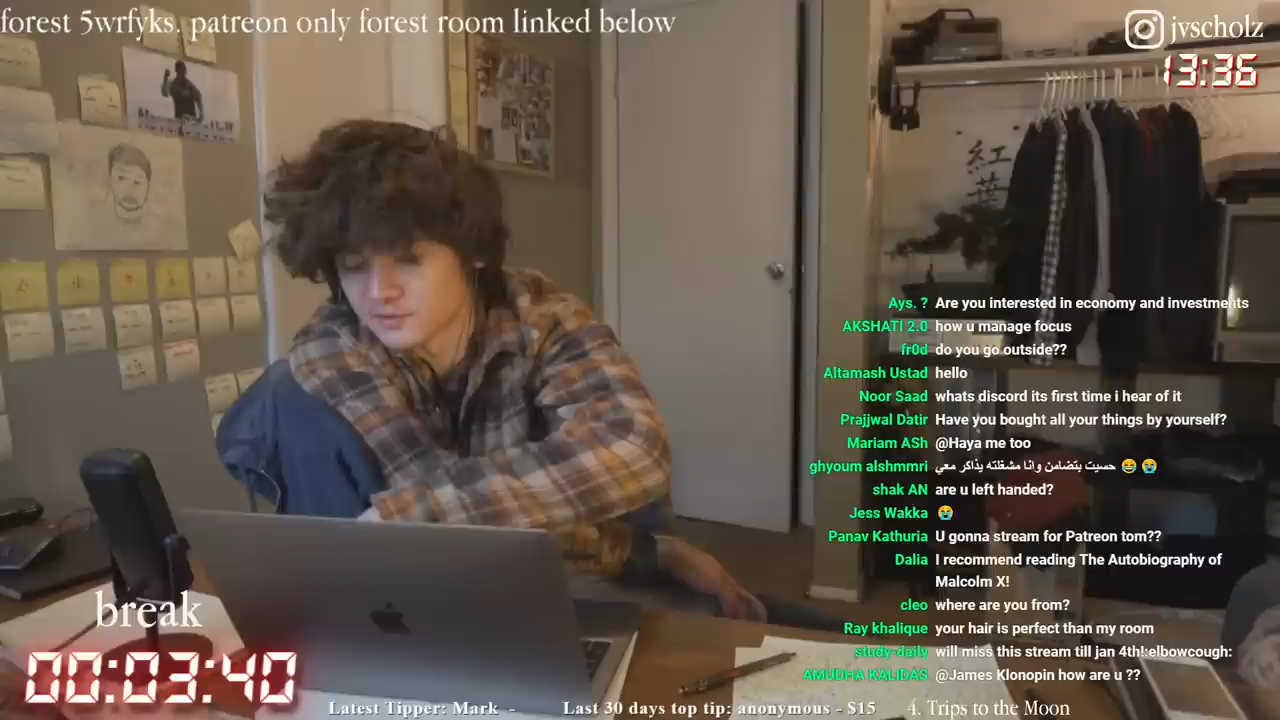 forest 5wrfyks. patreon only forest room linked below
jvscholz
13:36
紅
葉
Ays. ? Are you interested in economy and investments
AKSHATI 2.0 how u manage focus
fr0d do you go outside??
Altamash Ustad hello
Noor Saad whats discord its first time i hear of it
Prajjwal Datir Have you bought all your things by yourself?
Mariam ASh @Haya me too
ghyoum alshmmri حسيت بتضامن وانا مشغلته يذاكر معي 😂 😭
shak AN are u left handed?
Jess Wakka 😭
Panav Kathuria U gonna stream for Patreon tom??
Dalia I recommend reading The Autobiography of
Malcolm X!
cleo where are you from?
Ray khalique your hair is perfect than my room
study-daily will miss this stream till jan 4th!:elbowcough:
AMUDHA KALIDAS @James Klonopin how are u ??
break
00:03:40
Latest Tipper: Mark - Last 30 days top tip: anonymous - $15
4. Trips to the Moon